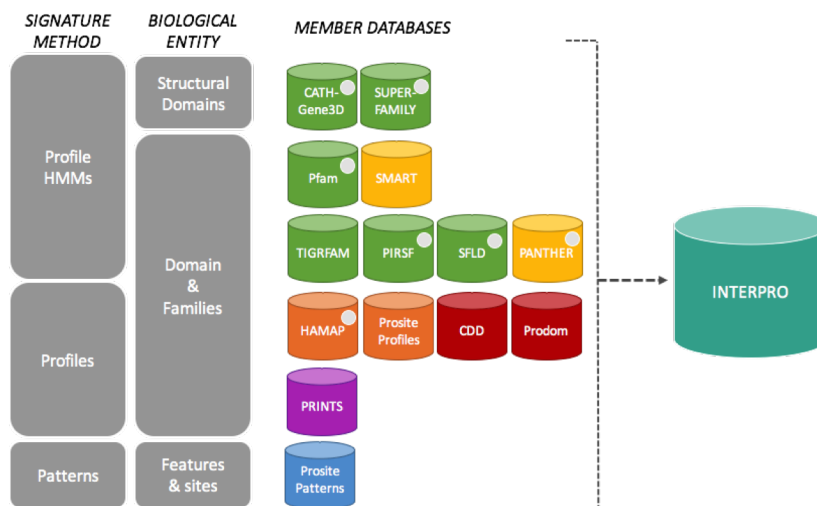 SIGNATURE
METHOD
BIOLOGICAL
ENTITY
MEMBER DATABASES
Profile
HMMs
Structural
Domains
CATH-
Gene3D
SUPER-
FAMILY
Domain
&
Families
Pfam
SMART
TIGRFAM
PIRSF
SFLD
PANTHER
INTERPRO
Profiles
HAMAP
Prosite
Profiles
CDD
Prodom
PRINTS
Patterns
Features
& sites
Prosite
Patterns